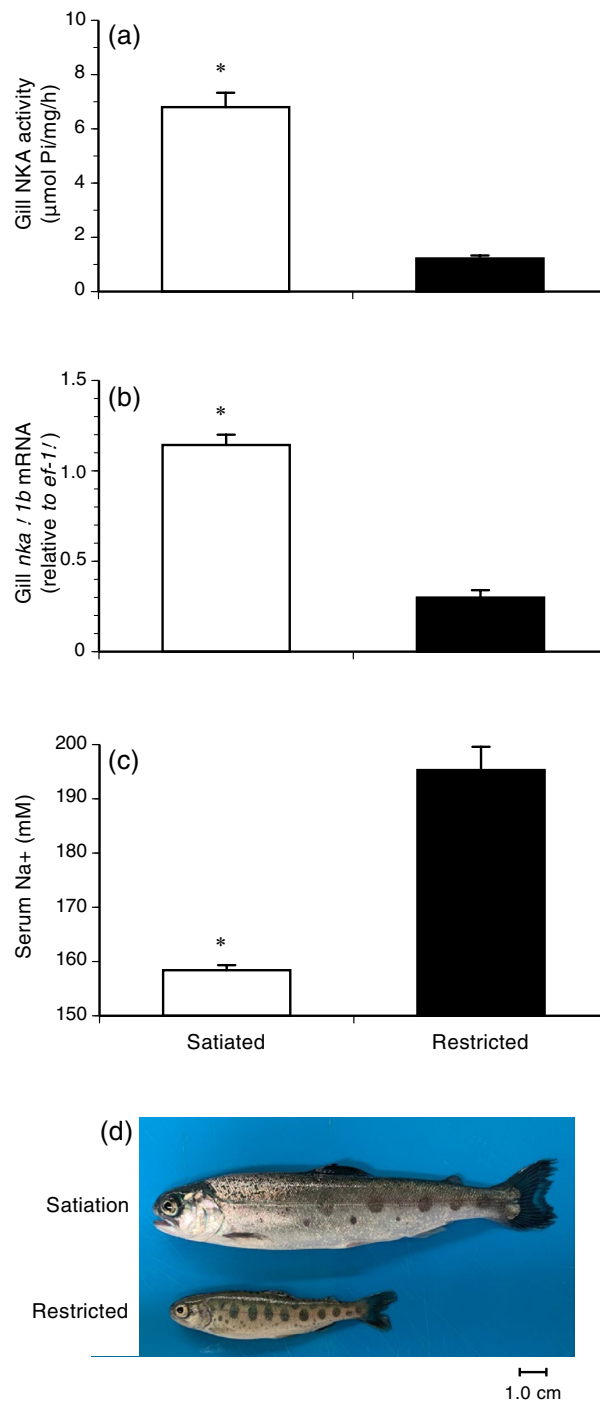 (a)
10
8
6
4
2
0
Gill NKA activity
(μmol Pi/mg/h)
*
(b)
1.5
1.0
0.5
0
Gill nka ! 1b mRNA
(relative to ef-1!)
*
(c)
200
190
180
170
160
150
Serum Na+ (mM)
*
Satiated Restricted
(d)
Satiation
Restricted
1.0 cm